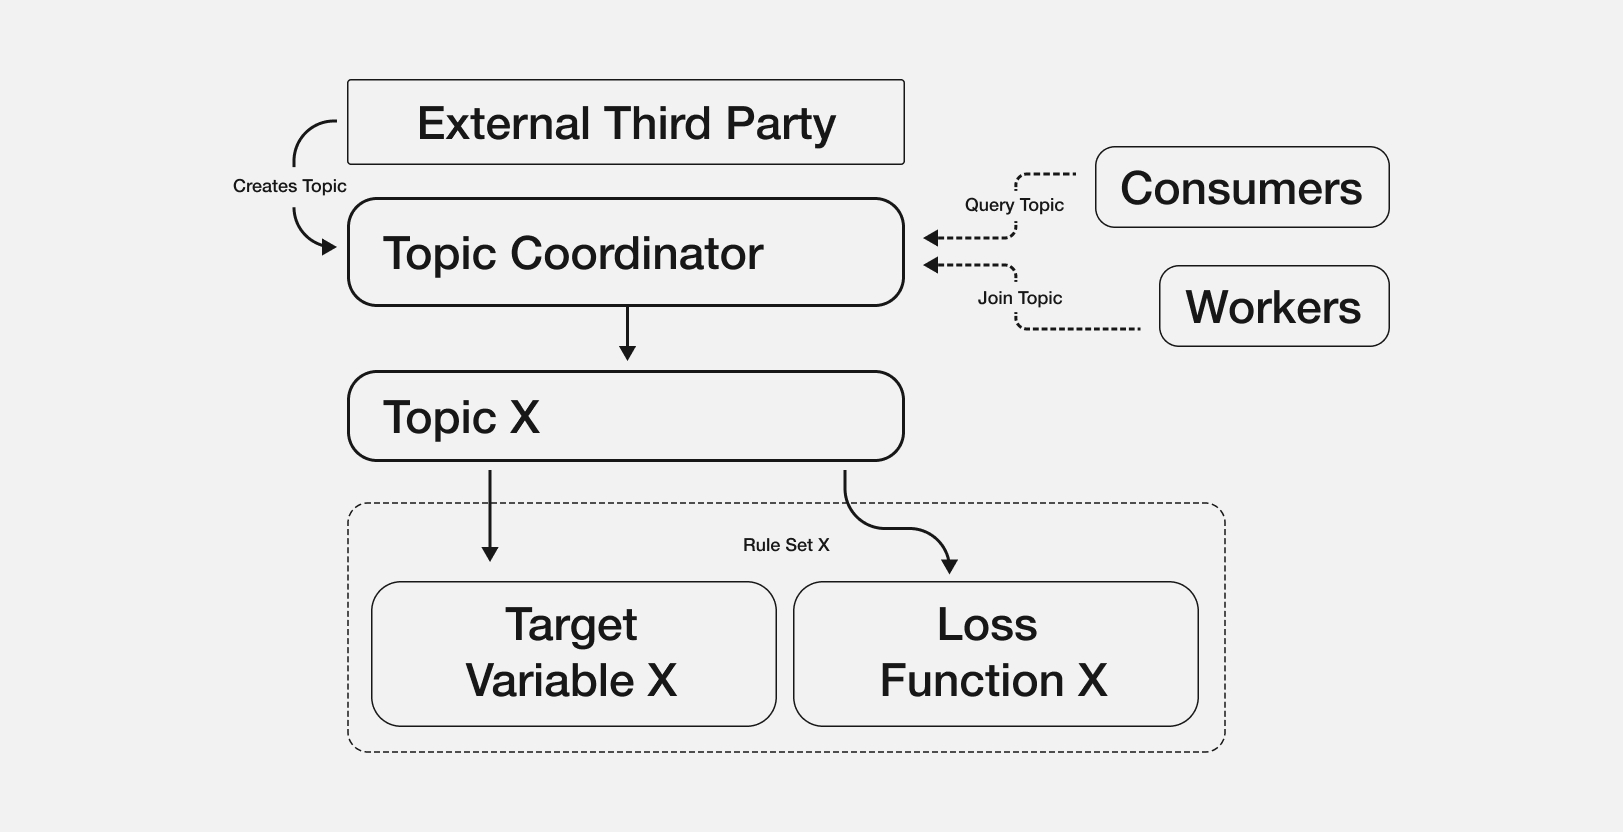 External Third Party
Creates Topic
Topic Coordinator
Query Topic
Consumers
Join Topic
Workers
Topic X
Rule Set X
Target
Variable X
Loss
Function X